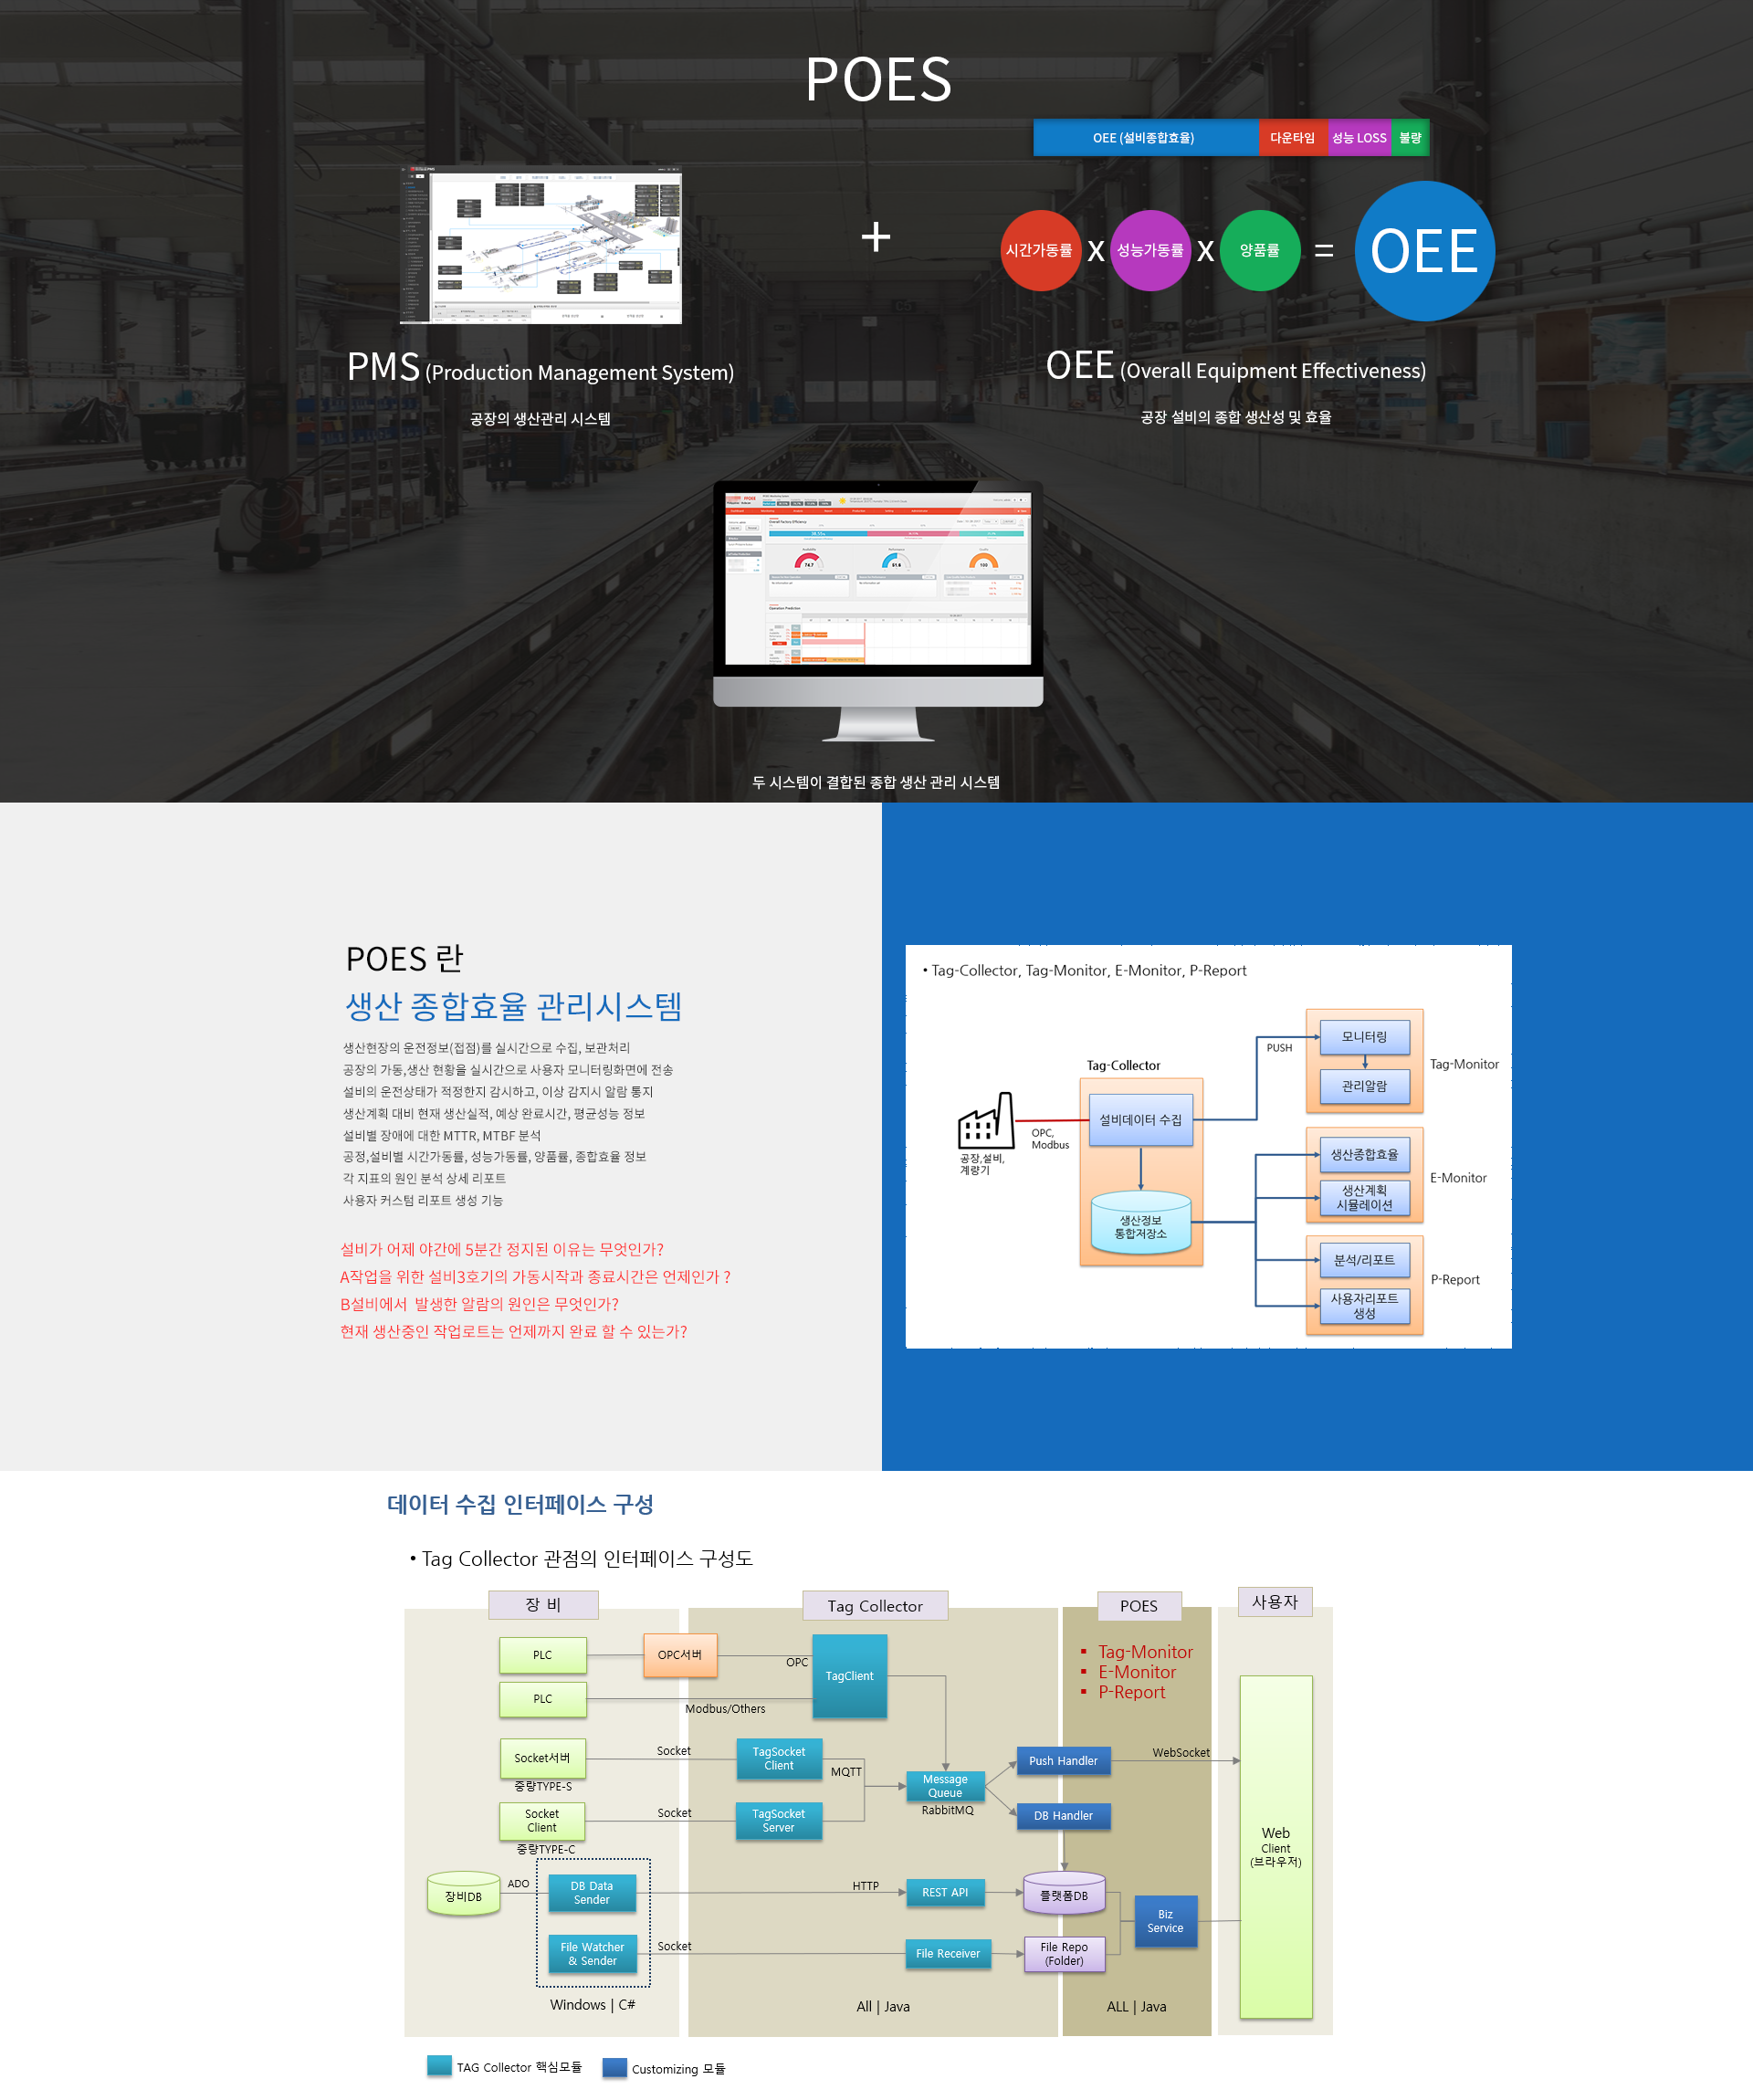 POES
OEE (설비종합효율) 다운타임 성능 LOSS 불량
시간가동률 X 성능가동률 X 양품률 = OEE
+
PMS (Production Management System)
공장의 생산관리 시스템
OEE (Overall Equipment Effectiveness)
공장 설비의 종합 생산성 및 효율
Overall Factory Efficiency
74.7
91.8
100
Operation Prediction
두 시스템이 결합된 종합 생산 관리 시스템
POES 란
생산 종합효율 관리시스템
생산현장의 운전정보(접점)를 실시간으로 수집, 보관처리
공장의 가동,생산 현황을 실시간으로 사용자 모니터링화면에 전송
설비의 운전상태가 적정한지 감시하고, 이상 감지시 알람 통지
생산계획 대비 현재 생산실적, 예상 완료시간, 평균성능 정보
설비별 장애에 대한 MTTR, MTBF 분석
공정,설비별 시간가동률, 성능가동률, 양품률, 종합효율 정보
각 지표의 원인 분석 상세 리포트
사용자 커스텀 리포트 생성 기능
설비가 어제 야간에 5분간 정지된 이유는 무엇인가?
A작업을 위한 설비3호기의 가동시작과 종료시간은 언제인가 ?
B설비에서 발생한 알람의 원인은 무엇인가?
현재 생산중인 작업로트는 언제까지 완료 할 수 있는가?
• Tag-Collector, Tag-Monitor, E-Monitor, P-Report
공장,설비,
계량기
OPC,
Modbus
Tag-Collector
설비데이터 수집
생산정보
통합저장소
PUSH
모니터링
관리알람
Tag-Monitor
생산종합효율
생산계획
시뮬레이션
E-Monitor
분석/리포트
사용자리포트
생성
P-Report
데이터 수집 인터페이스 구성
• Tag Collector 관점의 인터페이스 구성도
장 비
Tag Collector
POES
사용자
PLC
OPC서버
OPC
TagClient
PLC
Modbus/Others
▪ Tag-Monitor
▪ E-Monitor
▪ P-Report
Socket서버
중량TYPE-S
Socket
TagSocket
Client
MQTT
Socket
Client
중량TYPE-C
Socket
TagSocket
Server
Message
Queue
RabbitMQ
Push Handler
WebSocket
DB Handler
장비DB
ADO
DB Data
Sender
HTTP
REST API
플랫폼DB
File Watcher
& Sender
Socket
File Receiver
File Repo
(Folder)
Biz
Service
Web
Client
(브라우저)
Windows | C#
All | Java
ALL | Java
TAG Collector 핵심모듈
Customizing 모듈